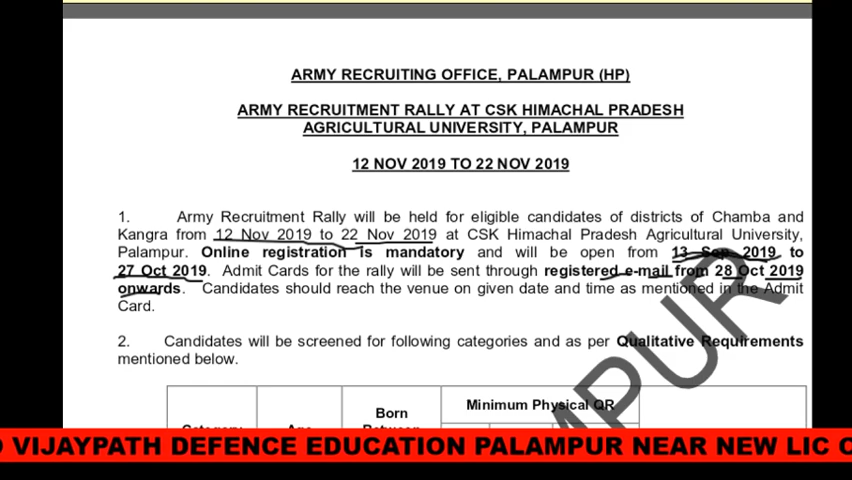 ARMY RECRUITING OFFICE, PALAMPUR (HP)
ARMY RECRUITMENT RALLY AT CSK HIMACHAL PRADESH
AGRICULTURAL UNIVERSITY, PALAMPUR
12 NOV 2019 TO 22 NOV 2019
1. Army Recruitment Rally will be held for eligible candidates of districts of Chamba and
Kangra from 12 Nov 2019 to 22 Nov 2019 at CSK Himachal Pradesh Agricultural University,
Palampur. Online registration is mandatory and will be open from 13 Sep 2019 to
27 Oct 2019. Admit Cards for the rally will be sent through registered e-mail from 28 Oct 2019
onwards. Candidates should reach the venue on given date and time as mentioned in the Admit
Card.
2. Candidates will be screened for following categories and as per Qualitative Requirements
mentioned below.
Minimum Physical QR
Born
Category Age Between
MPUR
VIJAYPATH DEFENCE EDUCATION PALAMPUR NEAR NEW LIC